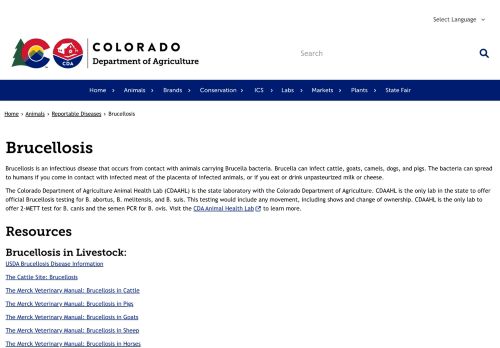 Select Language
COLORADO
Department of Agriculture
CDA
Search
Home Animals Brands Conservation ICS Labs Markets Plants State Fair
Home › Animals › Reportable Diseases › Brucellosis
Brucellosis
Brucellosis is an infectious disease that occurs from contact with animals carrying Brucella bacteria. Brucella can infect cattle, goats, camels, dogs, and pigs. The bacteria can spread
to humans if you come in contact with infected meat of the placenta of infected animals, or if you eat or drink unpasteurized milk or cheese.
The Colorado Department of Agriculture Animal Health Lab (CDAAHL) is the state laboratory with the Colorado Department of Agriculture. CDAAHL is the only lab in the state to offer
official Brucellosis testing for B. abortus, B. melitensis, and B. suis. This testing would include any movement, including shows and change of ownership. CDAAHL is the only lab to
offer 2-METT test for B. canis and the semen PCR for B. ovis. Visit the CDA Animal Health Lab to learn more.
Resources
Brucellosis in Livestock:
USDA Brucellosis Disease Information
The Cattle Site: Brucellosis
The Merck Veterinary Manual: Brucellosis in Cattle
The Merck Veterinary Manual: Brucellosis in Pigs
The Merck Veterinary Manual: Brucellosis in Goats
The Merck Veterinary Manual: Brucellosis in Sheep
The Merck Veterinary Manual: Brucellosis in Horses